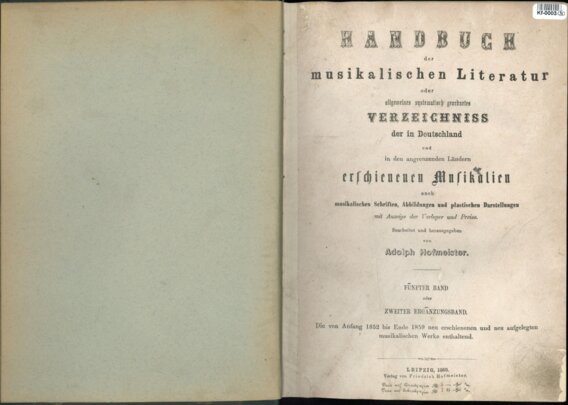 Kf-0003
HANDBUCH
der
musikalischen Literatur
oder
allgemeines systematisch geordnetes
VERZEICHNISS
der in Deutschland
und
in den angrenzenden Ländern
erschienenen Musikalien
auch
musikalischen Schriften, Abbildungen und plastischen Darstellungen
mit Anzeige der Verleger und Preise.
Bearbeitet und herausgegeben
von
Adolph Hofmeister.
FÜNFTER BAND
oder
ZWEITER ERGÄNZUNGSBAND.
Die von Anfang 1852 bis Ende 1859 neu erschienenen und neu aufgelegten
musikalischen Werke enthaltend.
LEIPZIG, 1860.
Verlag von Friedrich Hofmeister.